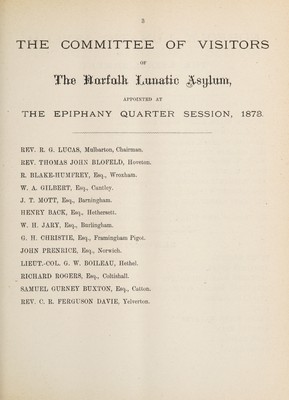 3
THE COMMITTEE OF VISITORS
OF
The Norfolk Lunatic Asylum,
APPOINTED AT
THE EPIPHANY QUARTER SESSION, 1873.
REV. R. G. LUCAS, Mulbarton, Chairman.
REV. THOMAS JOHN BLOFELD, Hoveton.
R. BLAKE-HUMFREY, Esq., Wroxham.
W. A. GILBERT, Esq., Cantley.
J. T. MOTT, Esq., Barningham.
HENRY BACK, Esq., Hethersett.
W. H. JARY, Esq., Burlingham.
G. H. CHRISTIE, Esq., Framingham Pigot.
JOHN PRENRICE, Esq., Norwich.
LIEUT.-COL. G. W. BOILEAU, Hethel.
RICHARD ROGERS, Esq., Coltishall.
SAMUEL GURNEY BUXTON, Esq., Catton.
REV. C. R. FERGUSON DAVIE, Yelverton.